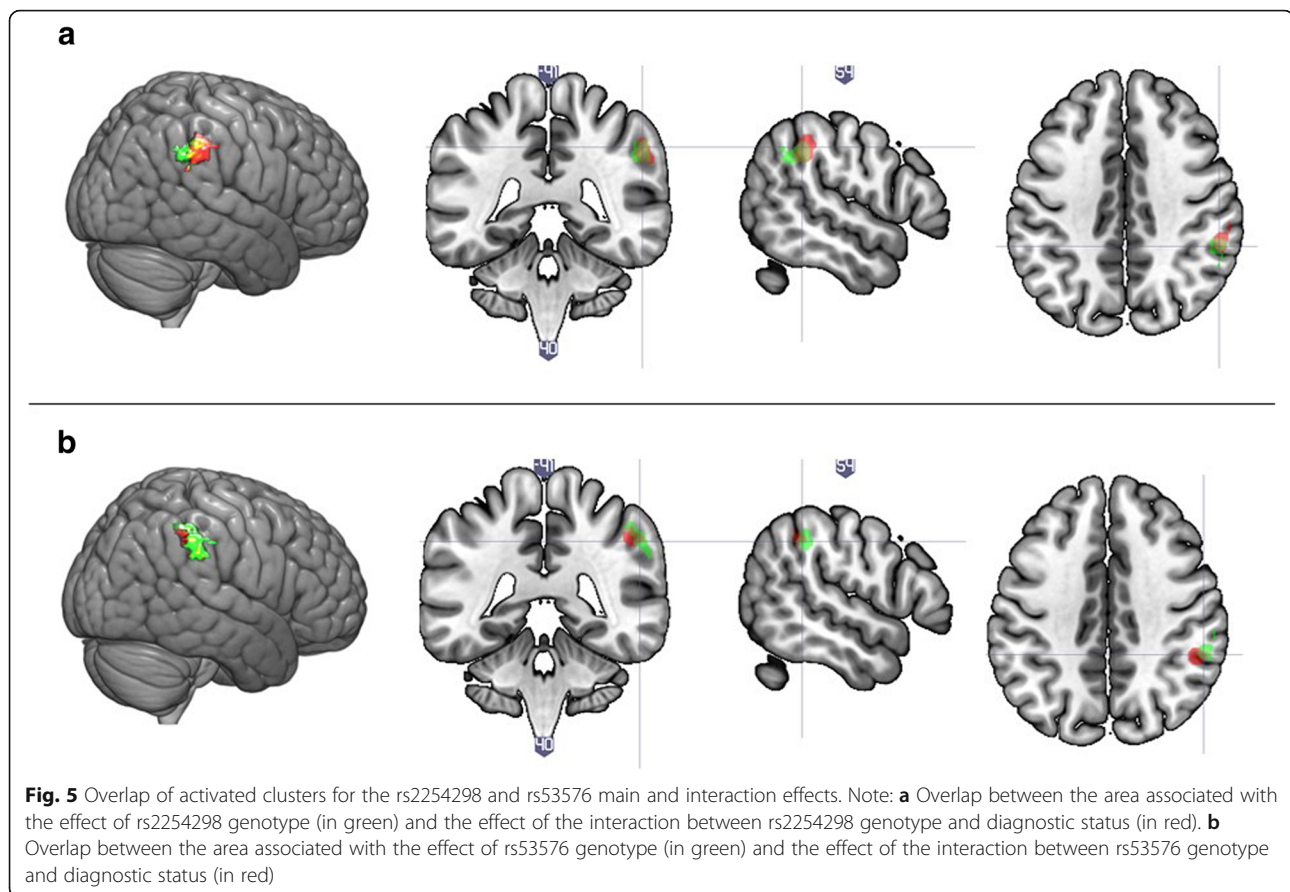 a
-41
54
40
b
-41
54
40
Fig. 5 Overlap of activated clusters for the rs2254298 and rs53576 main and interaction effects. Note: a Overlap between the area associated with
the effect of rs2254298 genotype (in green) and the effect of the interaction between rs2254298 genotype and diagnostic status (in red). b
Overlap between the area associated with the effect of rs53576 genotype (in green) and the effect of the interaction between rs53576 genotype
and diagnostic status (in red)